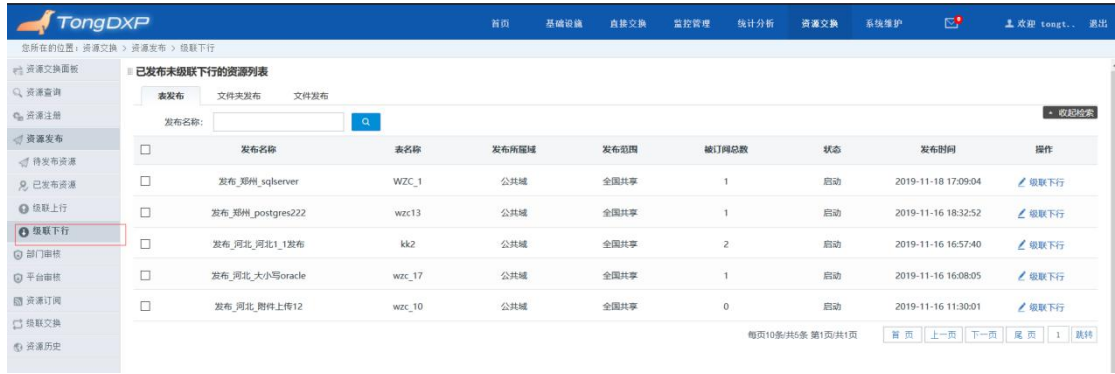 TongDXP 首页 基础设施 直接交换 监控管理 统计分析 资源交换 系统维护 欢迎 tongt.. 退出
您所在的位置：资源交换 > 资源发布 > 级联下行
资源交换面板
资源查询
资源注册
资源发布
待发布资源
已发布资源
级联上行
级联下行
部门审核
平台审核
资源订阅
级联交换
资源历史
已发布未级联下行的资源列表
表发布 文件夹发布 文件发布
发布名称:
收起检索
发布名称 表名称 发布所属域 发布范围 被订阅总数 状态 发布时间 操作
发布_郑州_sqlserver WZC_1 公共域 全国共享 1 启动 2019-11-18 17:09:04 级联下行
发布_郑州_postgres222 wzc13 公共域 全国共享 1 启动 2019-11-16 18:32:52 级联下行
发布_河北_河北1_1发布 kk2 公共域 全国共享 2 启动 2019-11-16 16:57:40 级联下行
发布_河北_大小写oracle wzc_17 公共域 全国共享 1 启动 2019-11-16 16:08:05 级联下行
发布_河北_附件上传12 wzc_10 公共域 全国共享 0 启动 2019-11-16 11:30:01 级联下行
每页10条/共5条 第1页/共1页 首 页 上一页 下一页 尾 页 1 跳转